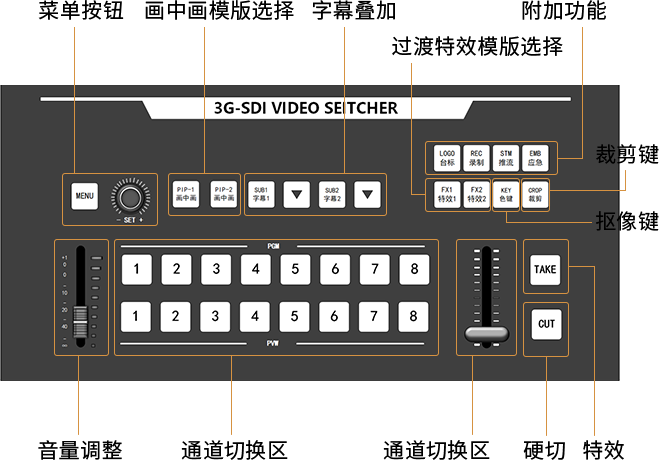 菜单按钮 画中画模版选择 字幕叠加 附加功能
过渡特效模版选择
3G-SDI VIDEO SEITCHER
LOGO 台标 REC 录制 STM 推流 EMB 应急
裁剪键
MENU - SET + PIP-1 画中画 PIP-2 画中画 SUB1 字幕1 ▼ SUB2 字幕2 ▼ FX1 特效1 FX2 特效2 KEY 色键 CROP 裁剪
抠像键
PGM
+1
0
0
-10
-20
-40
-∞
1 2 3 4 5 6 7 8
TAKE
1 2 3 4 5 6 7 8
CUT
PVW
音量调整 通道切换区 通道切换区 硬切 特效